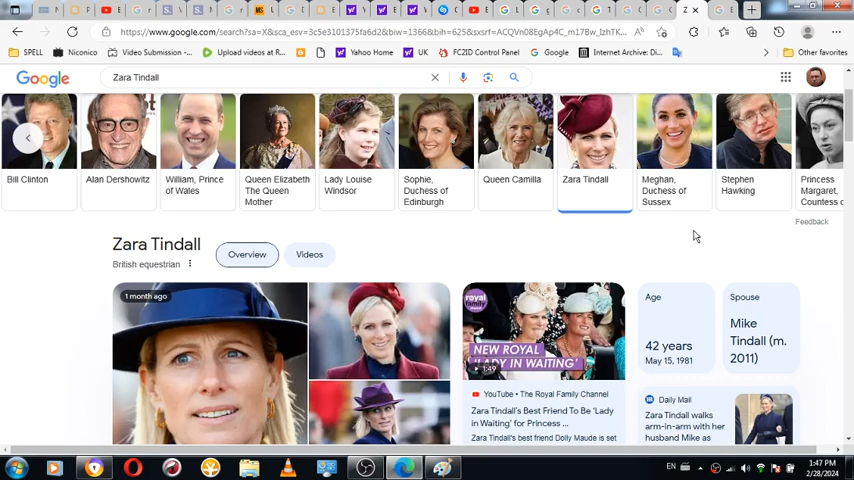 https://www.google.com/search?sa=X&sca_esv=3c5e3101375fa6d2&biw=1366&bih=625&sxsrf=ACQVn08EgAp4C_m178w_IzhTK...
SPELL
Niconico
Video Submission -...
Upload videos at R...
Yahoo Home
UK
FC2ID Control Panel
Google
Internet Archive: Di...
Other favorites
Google
Zara Tindall
Bill Clinton
Alan Dershowitz
William, Prince
of Wales
Queen Elizabeth
The Queen
Mother
Lady Louise
Windsor
Sophie,
Duchess of
Edinburgh
Queen Camilla
Zara Tindall
Meghan,
Duchess of
Sussex
Stephen
Hawking
Princess
Margaret,
Countess o
Feedback
Zara Tindall
British equestrian
Overview
Videos
1 month ago
royal
family
NEW ROYAL
'LADY IN WAITING'
1:49
YouTube • The Royal Family Channel
Zara Tindall's Best Friend To Be 'Lady
in Waiting' for Princess ...
Zara Tindall's best friend Dolly Maude is set
Age
42 years
May 15, 1981
Spouse
Mike
Tindall (m.
2011)
Daily Mail
Zara Tindall walks
arm-in-arm with her
husband Mike as
EN
1:47 PM
2/28/2024